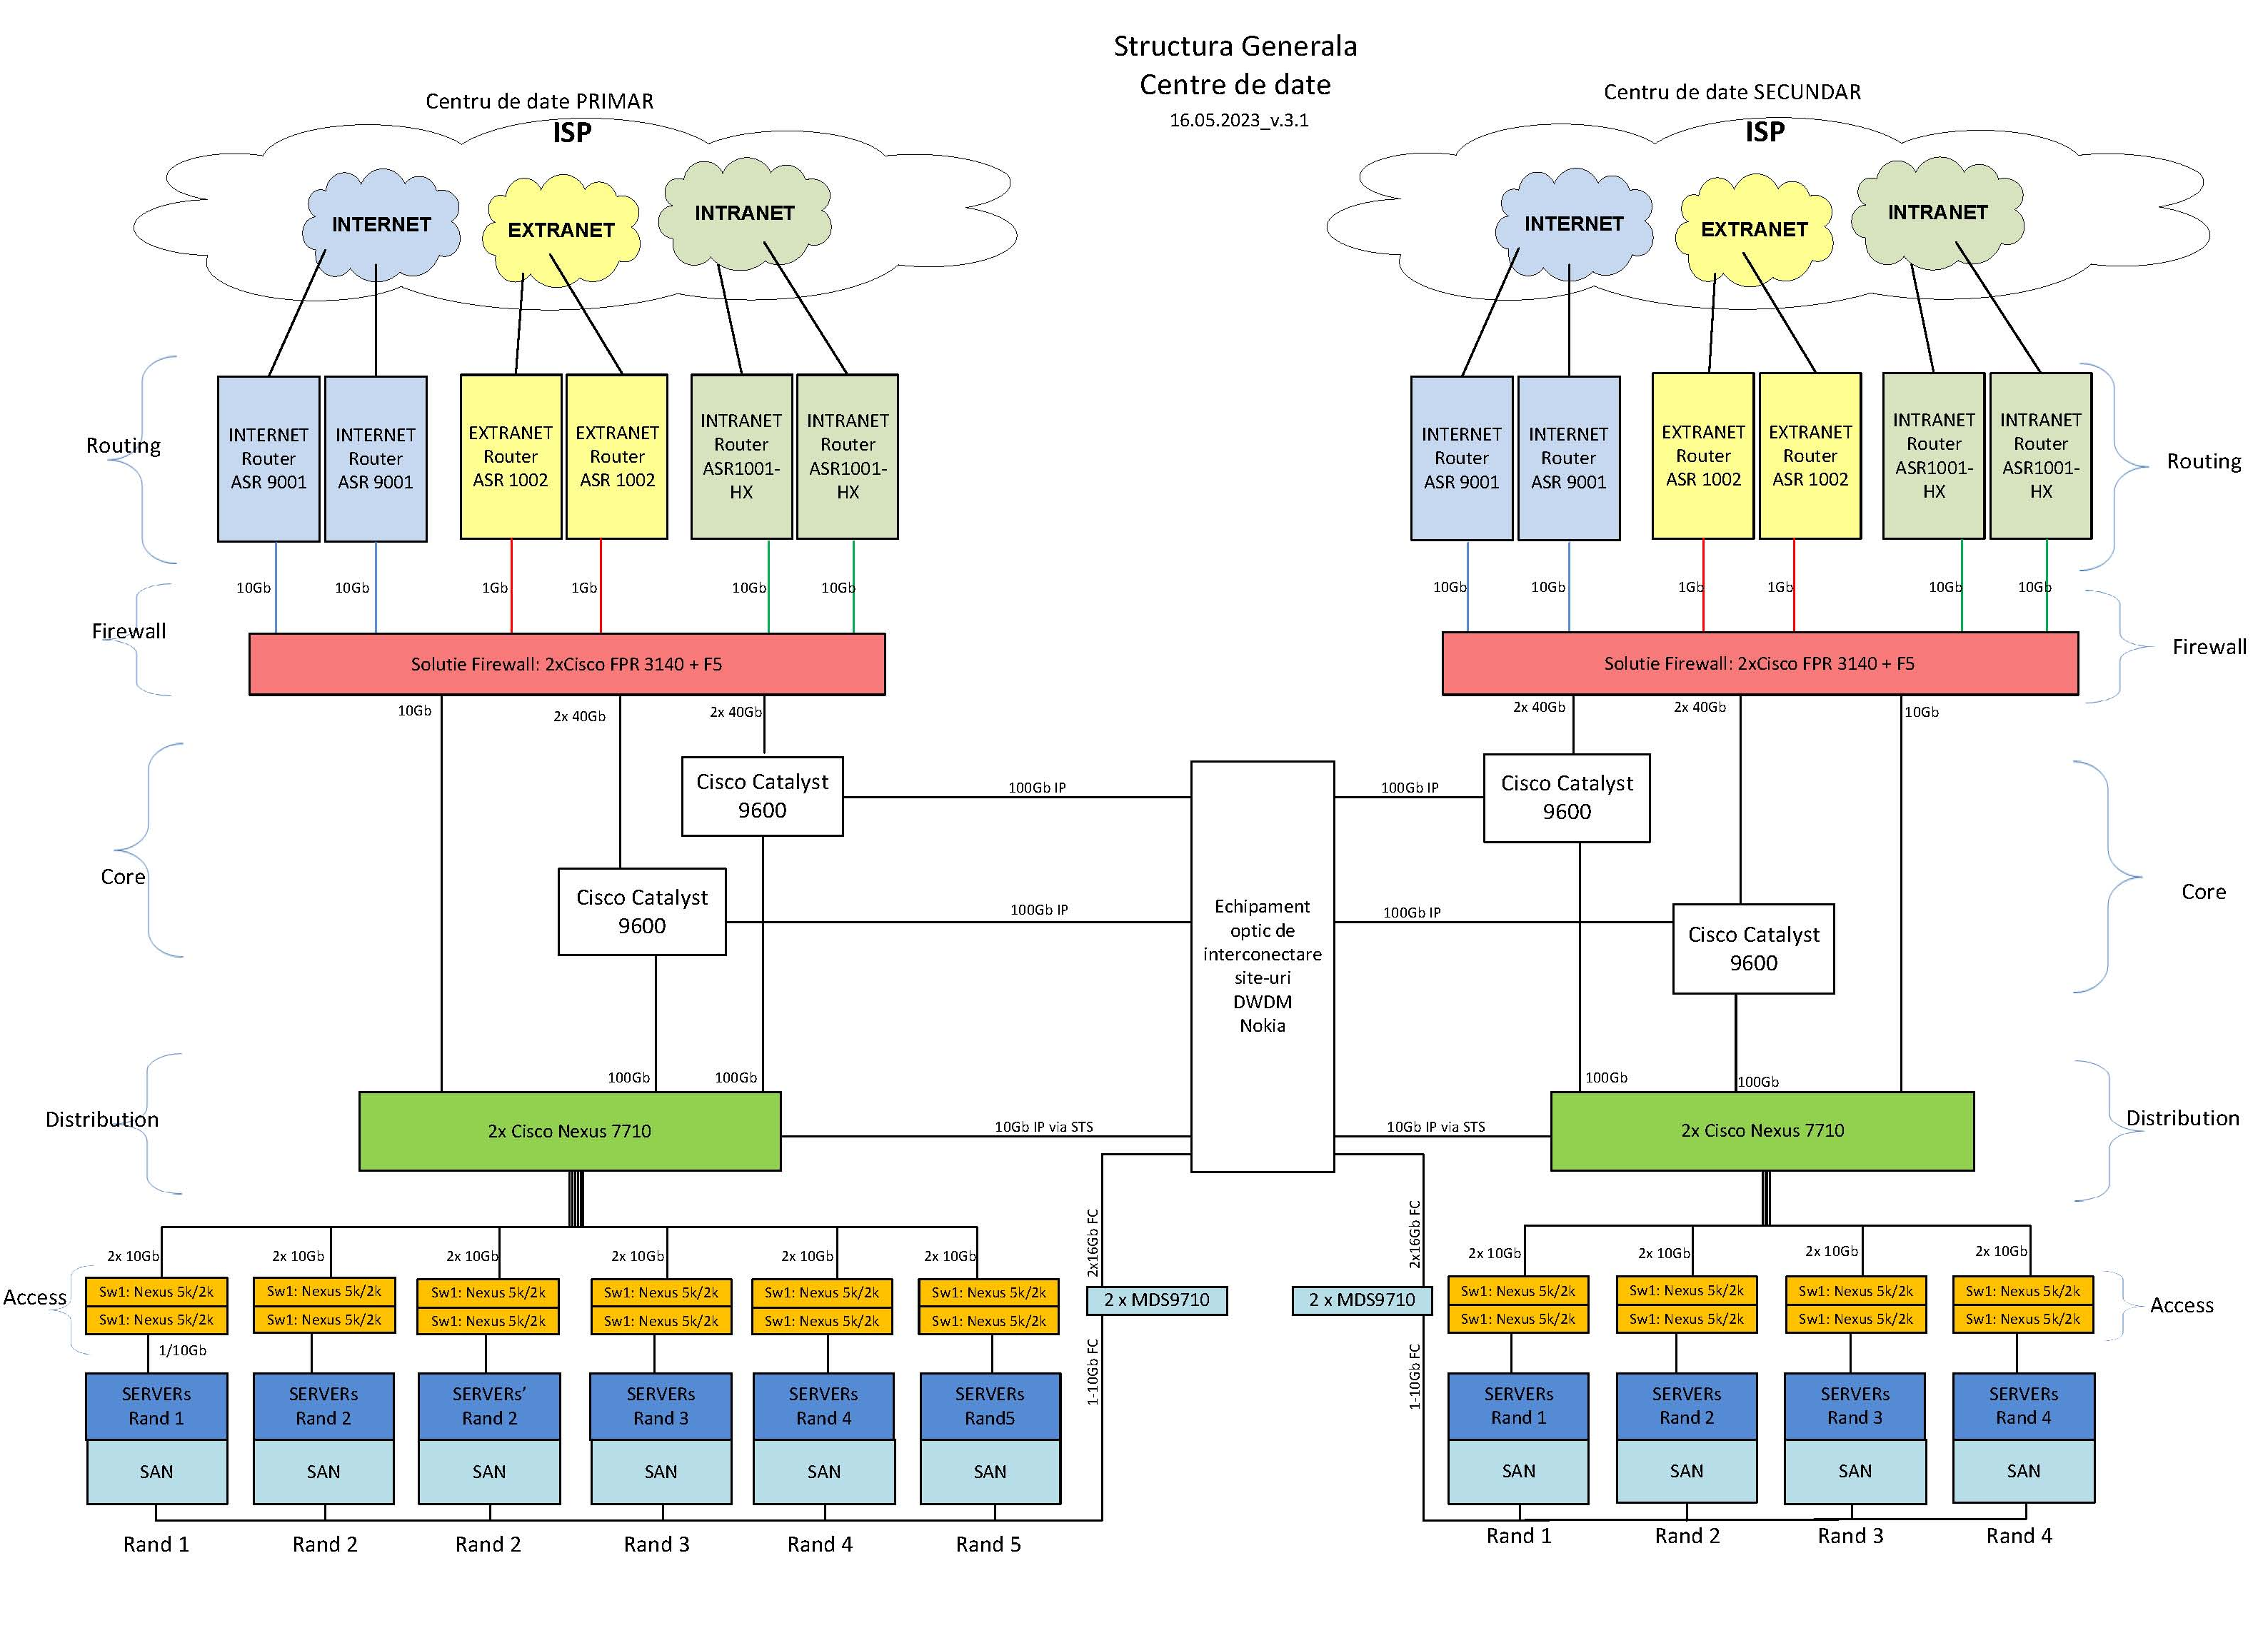 Structura Generala
Centre de date
16.05.2023_v.3.1
Centru de date PRIMAR
ISP
INTERNET
EXTRANET
INTRANET
Centru de date SECUNDAR
ISP
INTERNET
EXTRANET
INTRANET
Routing
INTERNET
Router
ASR 9001
INTERNET
Router
ASR 9001
EXTRANET
Router
ASR 1002
EXTRANET
Router
ASR 1002
INTRANET
Router
ASR1001-
HX
INTRANET
Router
ASR1001-
HX
INTERNET
Router
ASR 9001
INTERNET
Router
ASR 9001
EXTRANET
Router
ASR 1002
EXTRANET
Router
ASR 1002
INTRANET
Router
ASR1001-
HX
INTRANET
Router
ASR1001-
HX
Routing
10Gb
10Gb
1Gb
1Gb
10Gb
10Gb
10Gb
10Gb
1Gb
1Gb
10Gb
10Gb
Firewall
Solutie Firewall: 2xCisco FPR 3140 + F5
Solutie Firewall: 2xCisco FPR 3140 + F5
Firewall
10Gb
2x 40Gb
2x 40Gb
2x 40Gb
2x 40Gb
10Gb
Cisco Catalyst
9600
100Gb IP
100Gb IP
Cisco Catalyst
9600
Core
Cisco Catalyst
9600
100Gb IP
Echipament
optic de
interconectare
site-uri
DWDM
Nokia
100Gb IP
Cisco Catalyst
9600
Core
100Gb
100Gb
100Gb
100Gb
Distribution
2x Cisco Nexus 7710
10Gb IP via STS
10Gb IP via STS
2x Cisco Nexus 7710
Distribution
2x 10Gb
2x 10Gb
2x 10Gb
2x 10Gb
2x 10Gb
2x 10Gb
2x16Gb FC
2x16Gb FC
2x 10Gb
2x 10Gb
2x 10Gb
2x 10Gb
Access
Sw1: Nexus 5k/2k
Sw1: Nexus 5k/2k
Sw1: Nexus 5k/2k
Sw1: Nexus 5k/2k
Sw1: Nexus 5k/2k
Sw1: Nexus 5k/2k
Sw1: Nexus 5k/2k
Sw1: Nexus 5k/2k
Sw1: Nexus 5k/2k
Sw1: Nexus 5k/2k
Sw1: Nexus 5k/2k
Sw1: Nexus 5k/2k
2 x MDS9710
2 x MDS9710
Sw1: Nexus 5k/2k
Sw1: Nexus 5k/2k
Sw1: Nexus 5k/2k
Sw1: Nexus 5k/2k
Sw1: Nexus 5k/2k
Sw1: Nexus 5k/2k
Sw1: Nexus 5k/2k
Sw1: Nexus 5k/2k
Access
1/10Gb
1-10Gb FC
1-10Gb FC
SERVERs
Rand 1
SERVERs
Rand 2
SERVERs’
Rand 2
SERVERs
Rand 3
SERVERs
Rand 4
SERVERs
Rand5
SERVERs
Rand 1
SERVERs
Rand 2
SERVERs
Rand 3
SERVERs
Rand 4
SAN
SAN
SAN
SAN
SAN
SAN
SAN
SAN
SAN
SAN
Rand 1
Rand 2
Rand 2
Rand 3
Rand 4
Rand 5
Rand 1
Rand 2
Rand 3
Rand 4